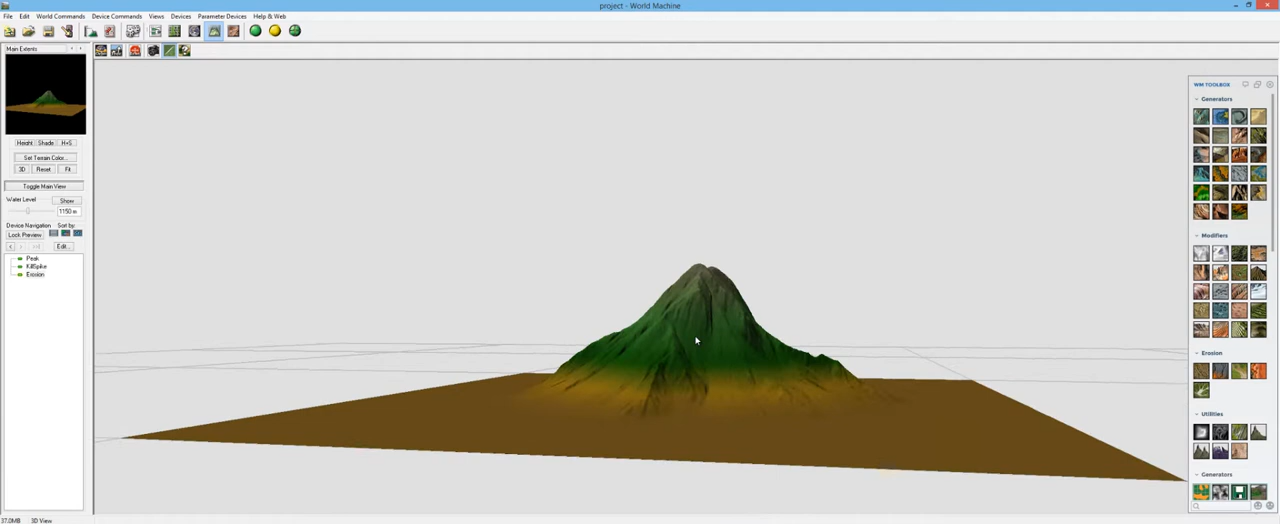 project - World Machine
File Edit World Commands Device Commands Views Devices Parameter Devices Help & Web
Main Extents
Height Shade H+S
Set Terrain Color...
3D Reset Fit
Toggle Main View
Water Level Show
1150 m
Device Navigation Sort by:
Lock Preview
Edit...
Peak
KillSpike
Erosion
WM TOOLBOX
Generators
Modifiers
Erosion
Utilities
Generators
37.0MB 3D View